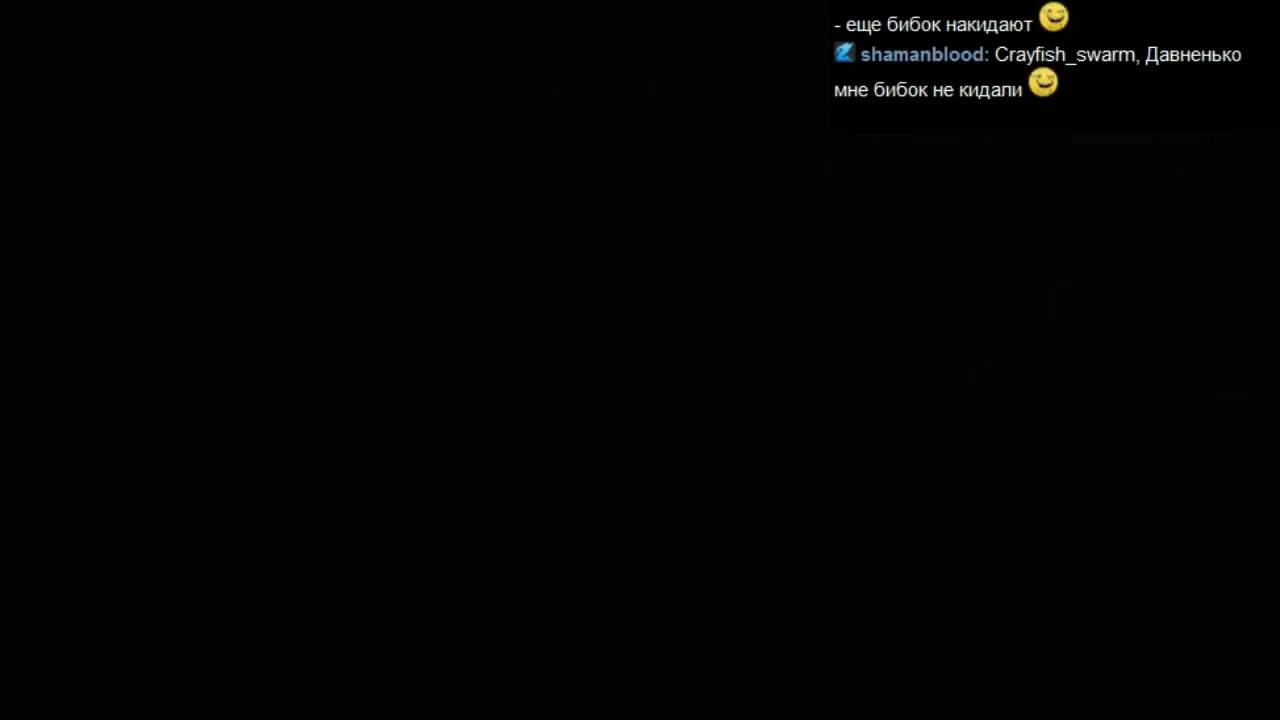 - еще бибок накидают
shamanblood: Crayfish_swarm, Давненько
мне бибок не кидали